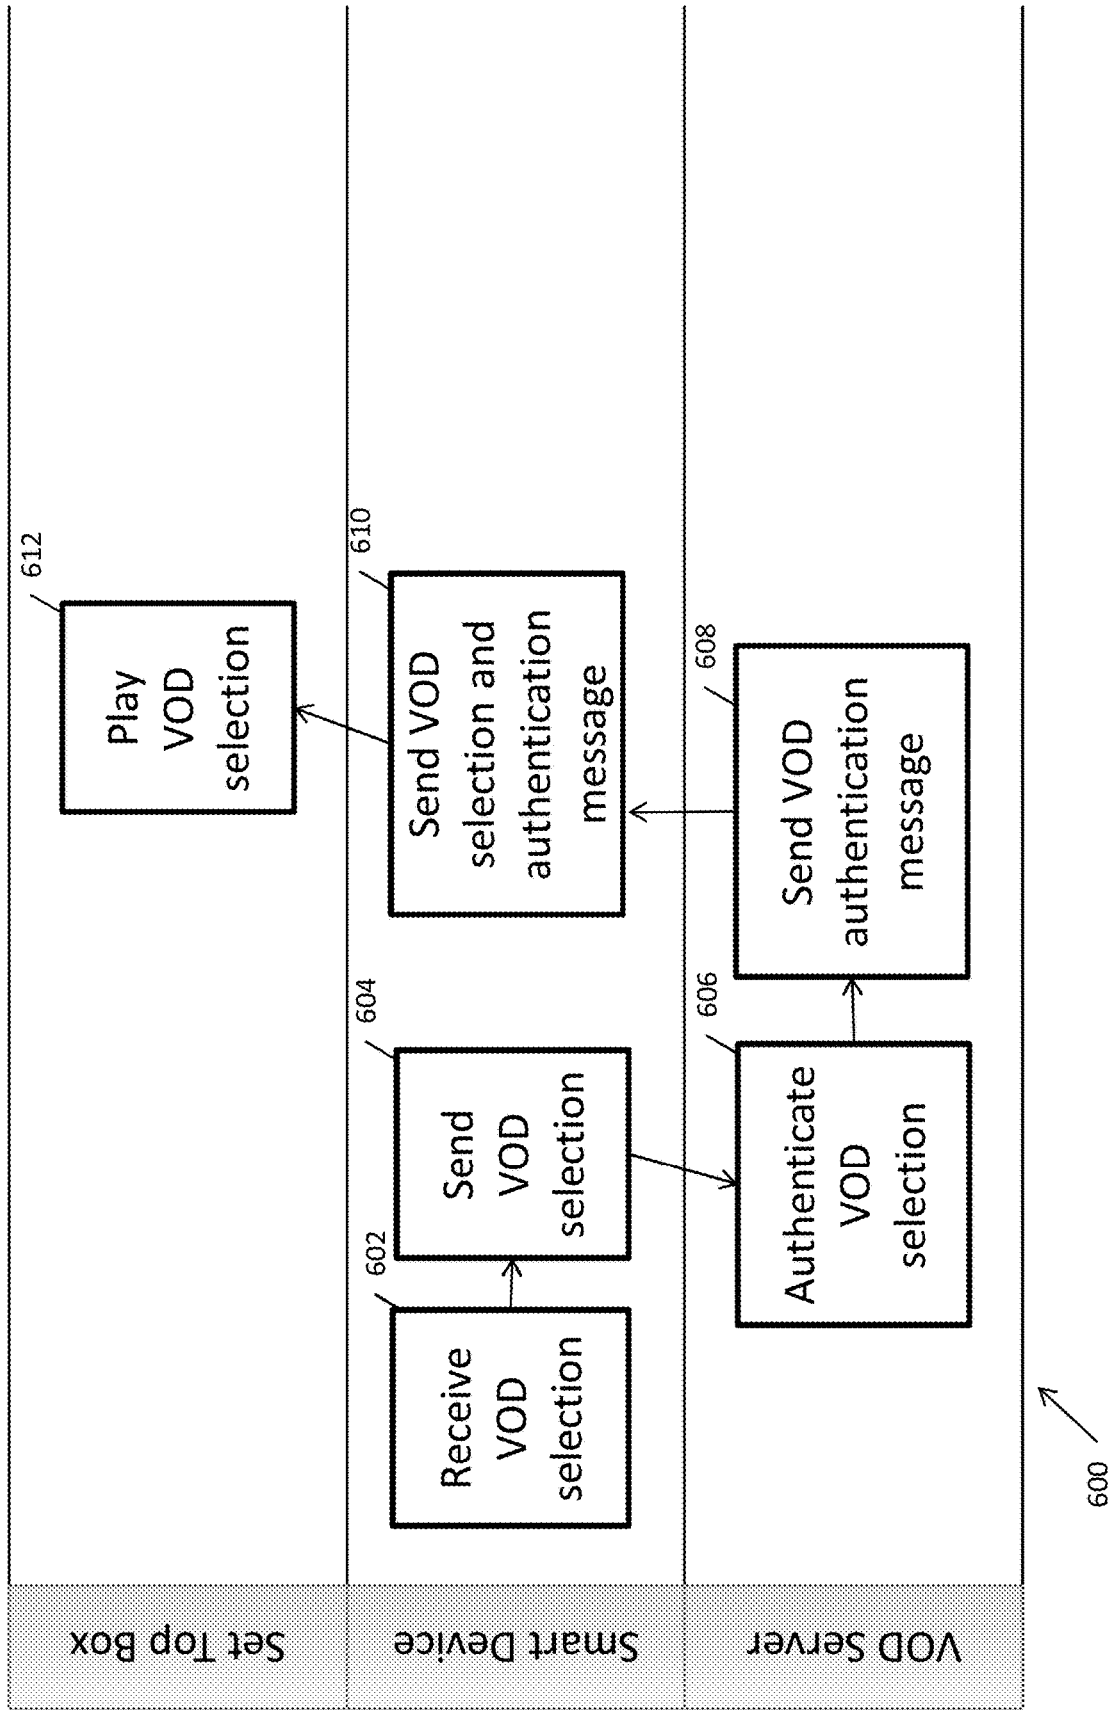 Set Top Box
612
Play
VOD
selection
Smart Device
602
Receive
VOD
selection
604
Send
VOD
selection
610
Send VOD
selection and
authentication
message
VOD Server
606
Authenticate
VOD
selection
608
Send VOD
authentication
message
600